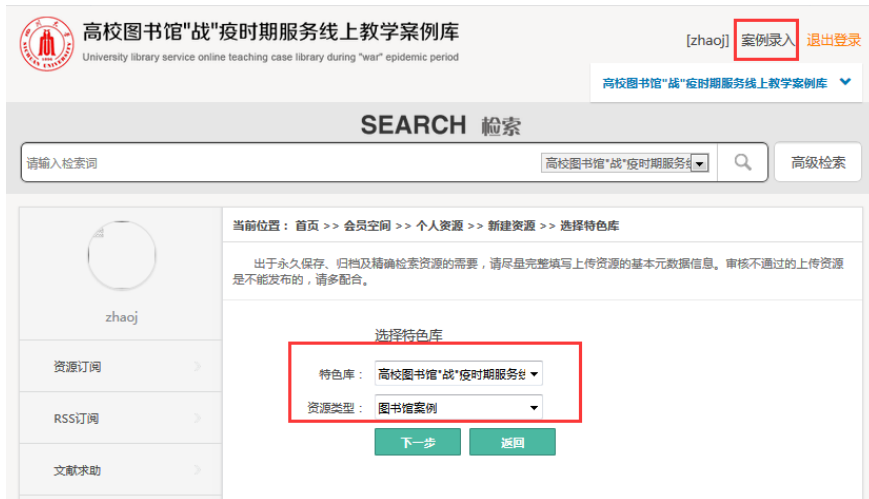 高校图书馆"战"疫时期服务线上教学案例库
University library service online teaching case library during "war" epidemic period
[zhaoj] 案例录入 退出登录
高校图书馆"战"疫时期服务线上教学案例库
SEARCH 检索
请输入检索词 高校图书馆"战"疫时期服务 高级检索
当前位置： 首页 >> 会员空间 >> 个人资源 >> 新建资源 >> 选择特色库
出于永久保存、归档及精确检索资源的需要，请尽量完整填写上传资源的基本元数据信息。审核不通过的上传资源
是不能发布的，请多配合。
zhaoj
选择特色库
资源订阅
特色库： 高校图书馆"战"疫时期服务
资源类型： 图书馆案例
RSS订阅
下一步 返回
文献求助